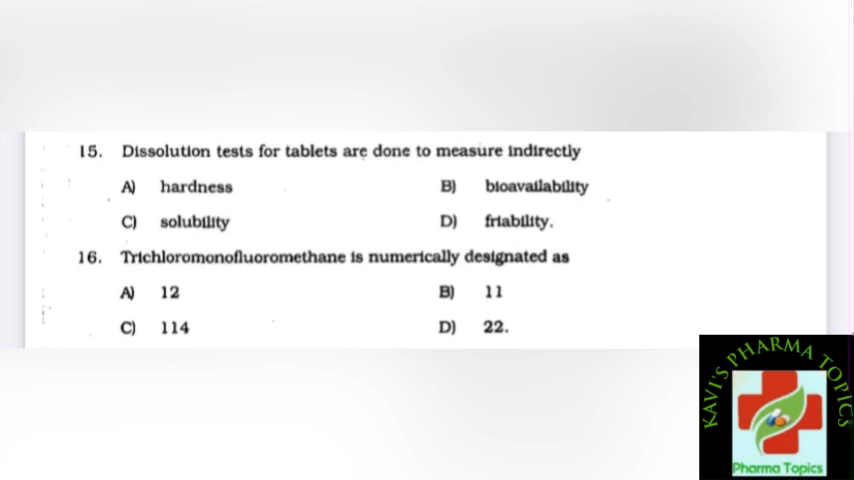 15. Dissolution tests for tablets are done to measure indirectly
A) hardness B) bioavailability
C) solubility D) friability.
16. Trichloromonofluoromethane is numerically designated as
A) 12 B) 11
C) 114 D) 22.
KAVI'S PHARMA TOPICS
Pharma Topics